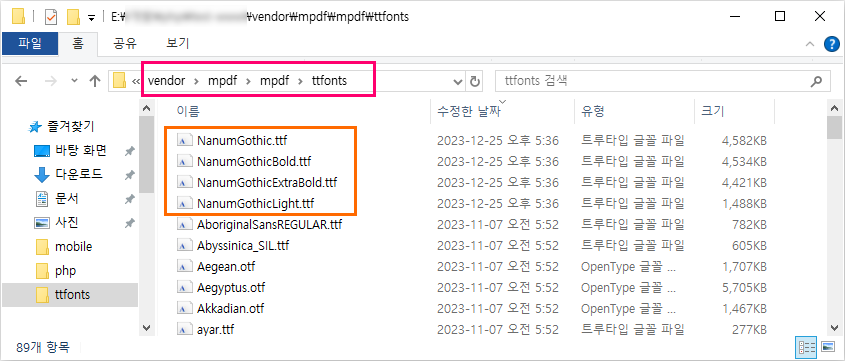 E:₩ ₩vendor₩mpdf₩mpdf₩ttfonts
파일 홈 공유 보기
« vendor > mpdf > mpdf > ttfonts
ttfonts 검색
이름 수정한 날짜 유형 크기
즐겨찾기
바탕 화면
다운로드
문서
사진
mobile
php
ttfonts
NanumGothic.ttf 2023-12-25 오후 5:36 트루타입 글꼴 파일 4,582KB
NanumGothicBold.ttf 2023-12-25 오후 5:36 트루타입 글꼴 파일 4,534KB
NanumGothicExtraBold.ttf 2023-12-25 오후 5:36 트루타입 글꼴 파일 4,421KB
NanumGothicLight.ttf 2023-12-25 오후 5:36 트루타입 글꼴 파일 1,488KB
AboriginalSansREGULAR.ttf 2023-11-07 오전 5:52 트루타입 글꼴 파일 782KB
Abyssinica_SIL.ttf 2023-11-07 오전 5:52 트루타입 글꼴 파일 605KB
Aegean.otf 2023-11-07 오전 5:52 OpenType 글꼴 ... 1,707KB
Aegyptus.otf 2023-11-07 오전 5:52 OpenType 글꼴 ... 5,705KB
Akkadian.otf 2023-11-07 오전 5:52 OpenType 글꼴 ... 1,467KB
ayar.ttf 2023-11-07 오전 5:52 트루타입 글꼴 파일 277KB
89개 항목